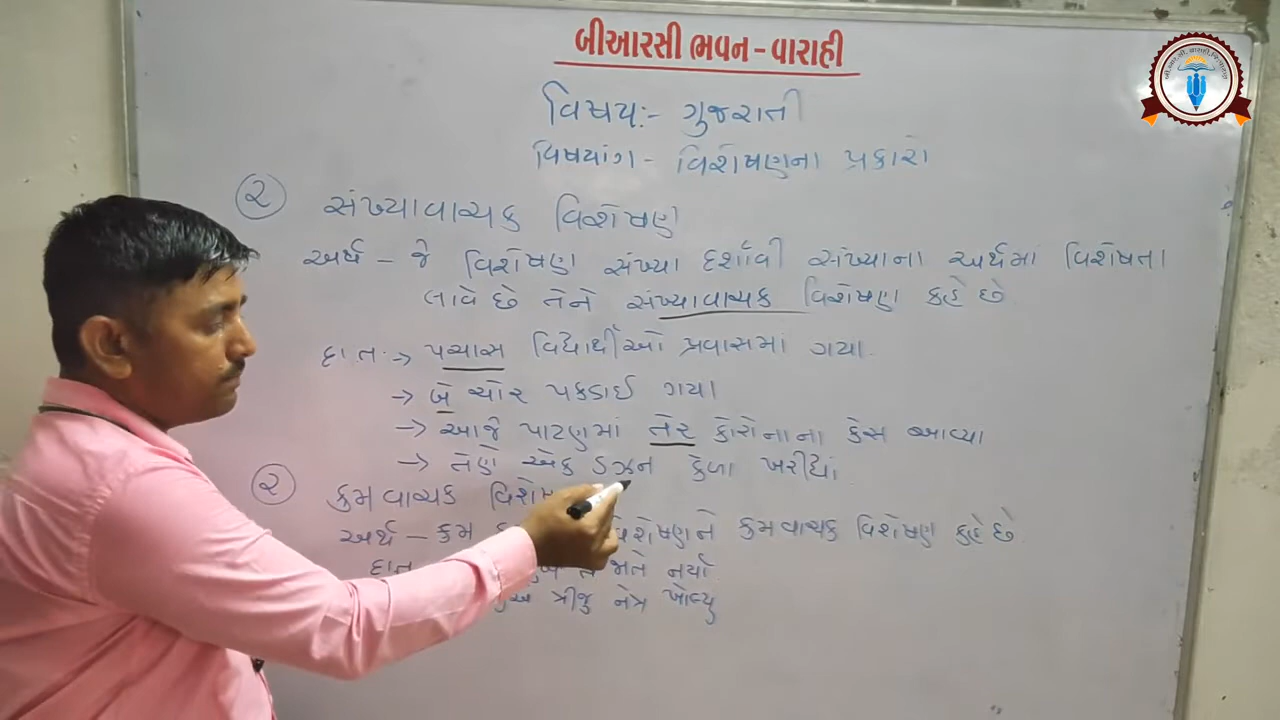 બીઆરસી ભવન - વારાહી
વિષય:- ગુજરાતી
વિષયાંગ - વિશેષણના પ્રકારો
૨ સંખ્યાવાચક વિશેષણ
અર્થ - જે વિશેષણ સંખ્યા દર્શાવી સંખ્યાના અર્થમાં વિશેષતા
લાવે છે તેને સંખ્યાવાચક વિશેષણ કહે છે
દા.ત. → પચાસ વિદ્યાર્થીઓ પ્રવાસમાં ગયા.
→ બે ચોર પકડાઈ ગયા
→ આજે પાટણમાં તેર કોરોનાના કેસ આવ્યા
→ તેણે એક ડઝન કેળા ખરીદ્યાં.
૨ ક્રમવાચક
અર્થ - ક્રમ વિશેષણને ક્રમવાચક વિશેષણ કહે છે
દા.ત તે જાતે નર્યા
ત્રીજુ નેત્ર ખોલ્યુ